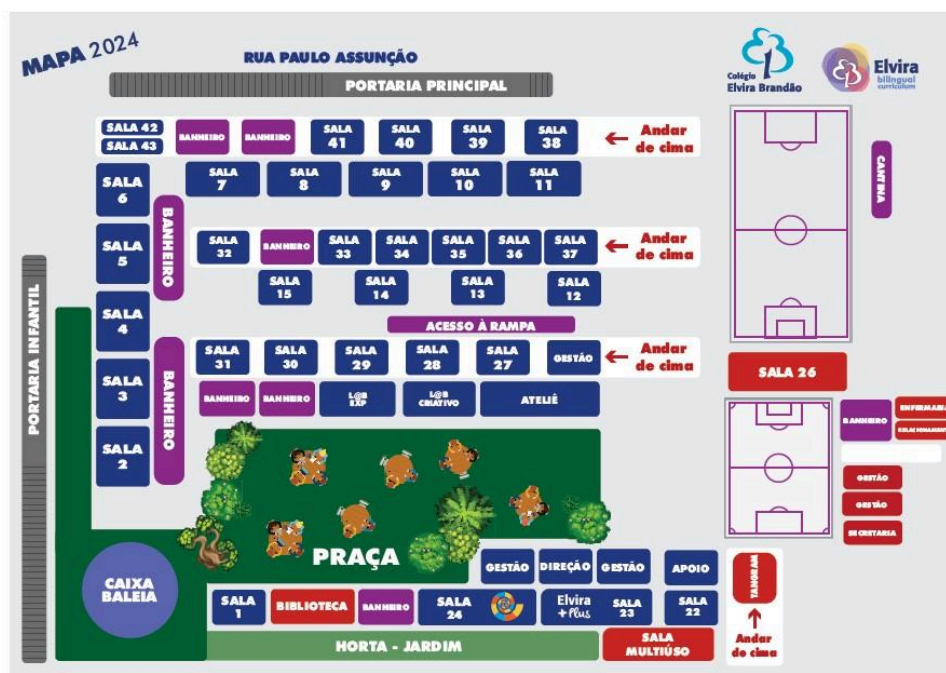 MAPA 2024
RUA PAULO ASSUNÇÃO
PORTARIA PRINCIPAL
Colégio
Elvira Brandão
Elvira
bilingual
curriculum
SALA 42
SALA 43
BANHEIRO
BANHEIRO
SALA
41
SALA
40
SALA
39
SALA
38
Andar
de cima
SALA
6
SALA
7
SALA
8
SALA
9
SALA
10
SALA
11
CANTINA
BANHEIRO
SALA
5
SALA
32
BANHEIRO
SALA
33
SALA
34
SALA
35
SALA
36
SALA
37
Andar
de cima
SALA
15
SALA
14
SALA
13
SALA
12
PORTARIA INFANTIL
SALA
4
ACESSO À RAMPA
BANHEIRO
SALA
31
SALA
30
SALA
29
SALA
28
SALA
27
GESTÃO
Andar
de cima
SALA 26
SALA
3
BANHEIRO
BANHEIRO
L@B
EXP
L@B
CRIATIVO
ATELIÊ
BANHEIRO
ENFERMARIA
RELACIONAMENTO
SALA
2
GESTÃO
GESTÃO
SECRETARIA
PRAÇA
CAIXA
BALEIA
GESTÃO
DIREÇÃO
GESTÃO
APOIO
TANGRAM
SALA
1
BIBLIOTECA
BANHEIRO
SALA
24
Elvira
+Plus
SALA
23
SALA
22
HORTA - JARDIM
SALA
MULTIÚSO
Andar
de cima